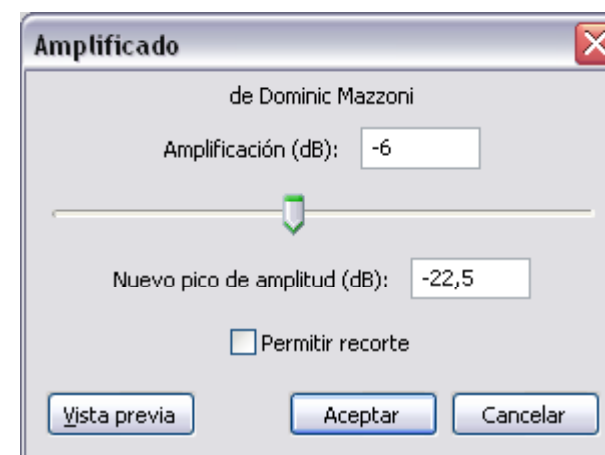 Amplificado
de Dominic Mazzoni
Amplificación (dB): -6
Nuevo pico de amplitud (dB): -22,5
Permitir recorte
Vista previa Aceptar Cancelar